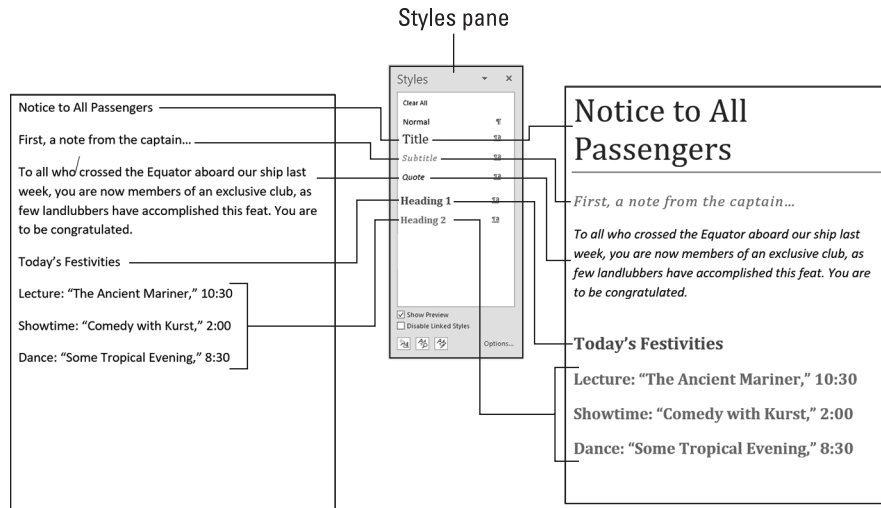 Styles pane
Notice to All Passengers
First, a note from the captain...
To all who crossed the Equator aboard our ship last
week, you are now members of an exclusive club, as
few landlubbers have accomplished this feat. You are
to be congratulated.
Today’s Festivities
Lecture: “The Ancient Mariner,” 10:30
Showtime: “Comedy with Kurst,” 2:00
Dance: “Some Tropical Evening,” 8:30
Styles
Clear All
Normal ¶
Title ¶a
Subtitle ¶a
Quote ¶a
Heading 1 ¶a
Heading 2 ¶a
Show Preview
Disable Linked Styles
Options...
Notice to All
Passengers
First, a note from the captain...
To all who crossed the Equator aboard our ship last
week, you are now members of an exclusive club, as
few landlubbers have accomplished this feat. You are
to be congratulated.
Today’s Festivities
Lecture: “The Ancient Mariner,” 10:30
Showtime: “Comedy with Kurst,” 2:00
Dance: “Some Tropical Evening,” 8:30